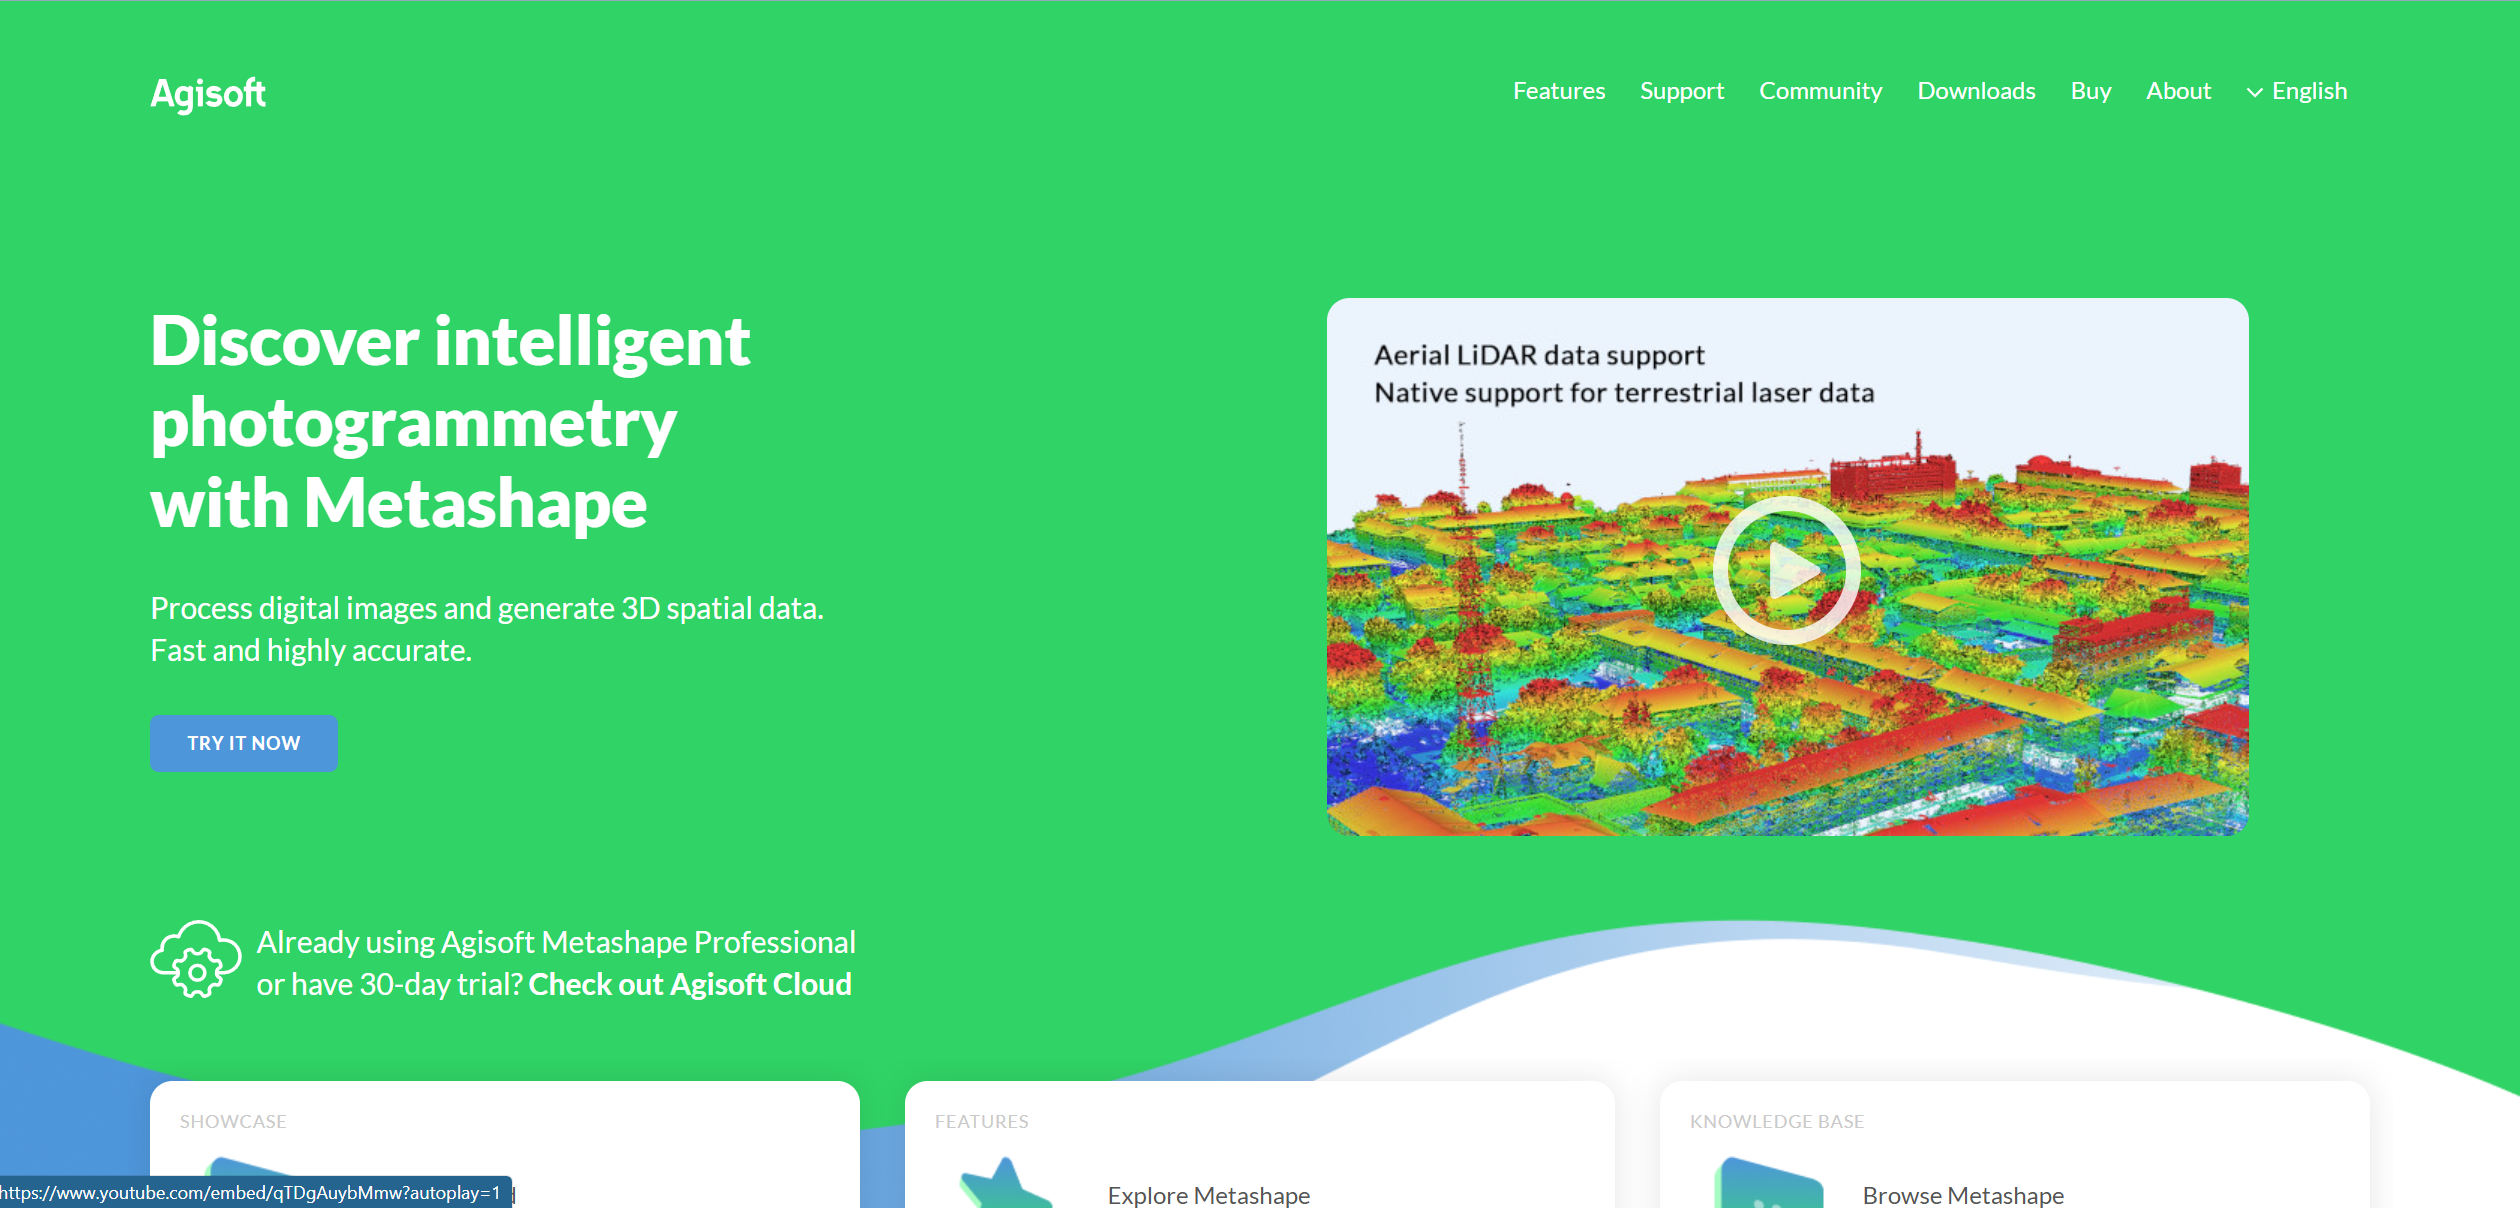 Agisoft
Features Support Community Downloads Buy About English
Discover intelligent
photogrammetry
with Metashape
Process digital images and generate 3D spatial data.
Fast and highly accurate.
TRY IT NOW
Aerial LiDAR data support
Native support for terrestrial laser data
Already using Agisoft Metashape Professional
or have 30-day trial? Check out Agisoft Cloud
SHOWCASE
FEATURES
Explore Metashape
KNOWLEDGE BASE
Browse Metashape
https://www.youtube.com/embed/qTDgAuybMmw?autoplay=1